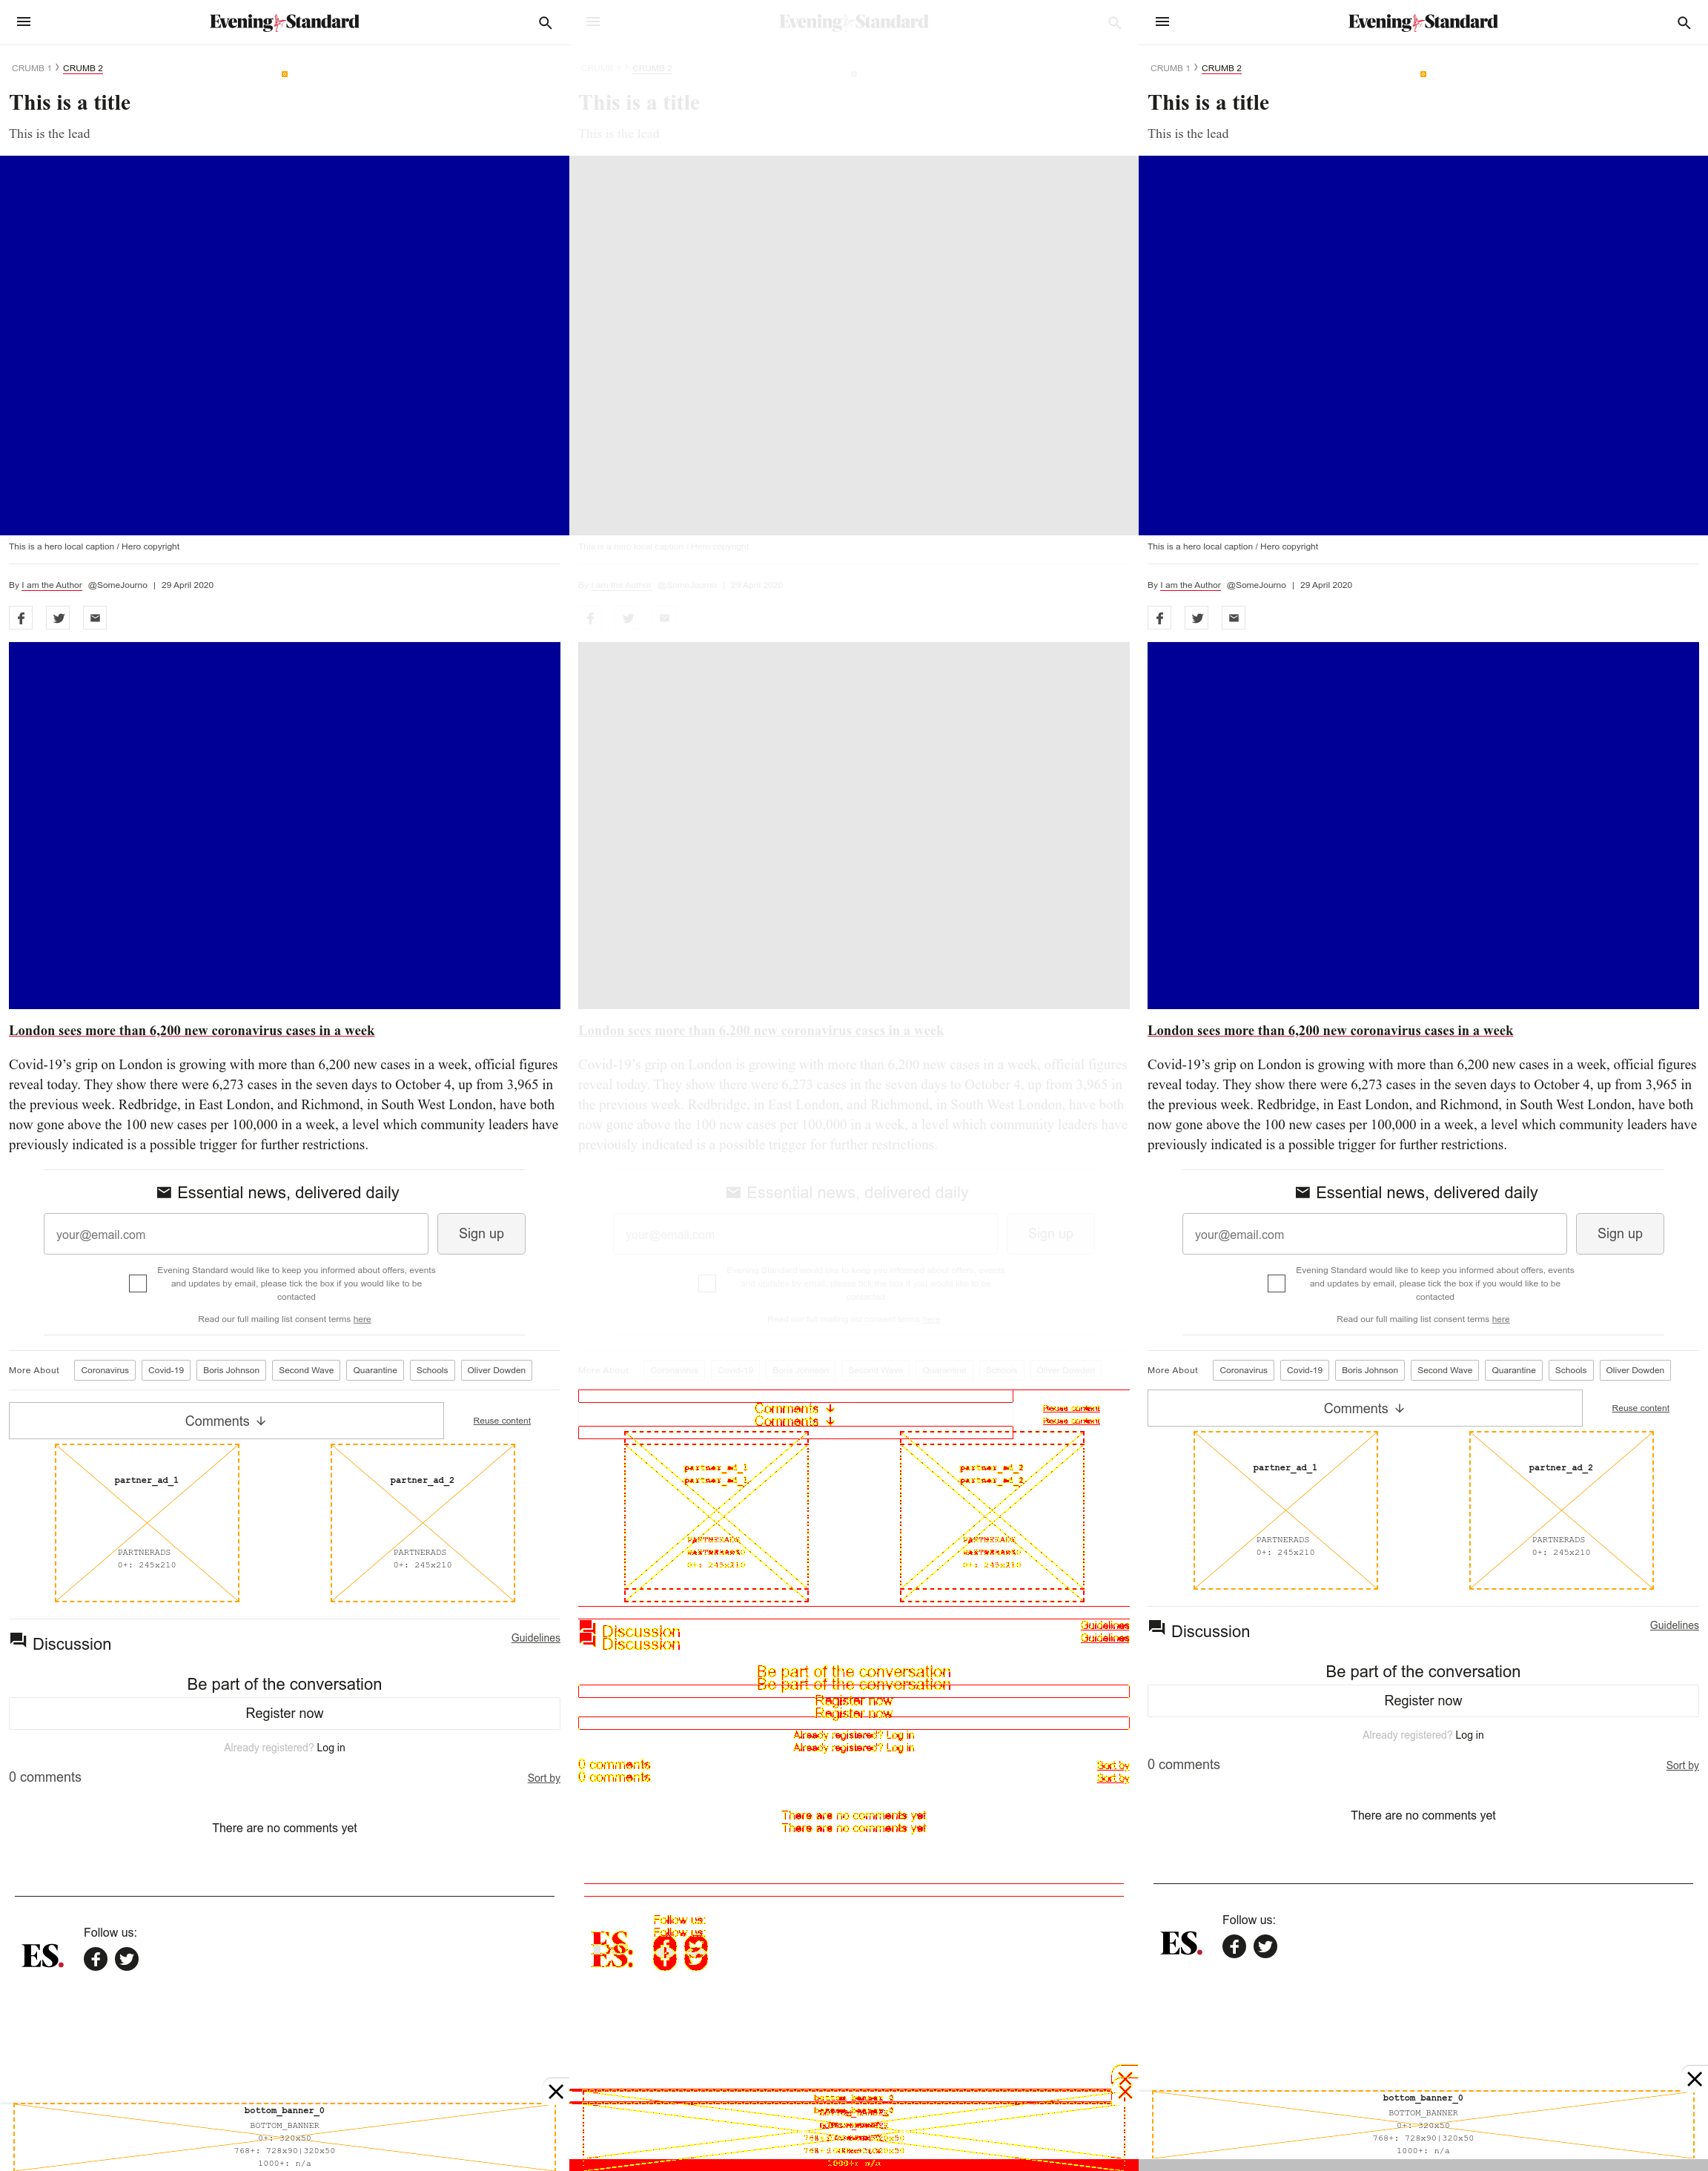 Evening Standard
CRUMB 1 › CRUMB 2
This is a title
This is the lead
This is a hero local caption / Hero copyright
By I am the Author @SomeJourno | 29 April 2020
London sees more than 6,200 new coronavirus cases in a week
Covid-19’s grip on London is growing with more than 6,200 new cases in a week, official figures
reveal today. They show there were 6,273 cases in the seven days to October 4, up from 3,965 in
the previous week. Redbridge, in East London, and Richmond, in South West London, have both
now gone above the 100 new cases per 100,000 in a week, a level which community leaders have
previously indicated is a possible trigger for further restrictions.
Essential news, delivered daily
your@email.com Sign up
Evening Standard would like to keep you informed about offers, events
and updates by email, please tick the box if you would like to be
contacted
Read our full mailing list consent terms here
More About Coronavirus Covid-19 Boris Johnson Second Wave Quarantine Schools Oliver Dowden
Comments ↓ Reuse content
partner_ad_1 partner_ad_2
PARTNERADS PARTNERADS
0+: 245x210 0+: 245x210
Discussion Guidelines
Be part of the conversation
Register now
Already registered? Log in
0 comments Sort by
There are no comments yet
Follow us:
ES.
bottom_banner_0
BOTTOM_BANNER
0+: 320x50
768+: 728x90|320x50
1000+: n/a
Evening Standard
CRUMB 1 › CRUMB 2
This is a title
This is the lead
This is a hero local caption / Hero copyright
By I am the Author @SomeJourno | 29 April 2020
London sees more than 6,200 new coronavirus cases in a week
Covid-19’s grip on London is growing with more than 6,200 new cases in a week, official figures
reveal today. They show there were 6,273 cases in the seven days to October 4, up from 3,965 in
the previous week. Redbridge, in East London, and Richmond, in South West London, have both
now gone above the 100 new cases per 100,000 in a week, a level which community leaders have
previously indicated is a possible trigger for further restrictions.
Essential news, delivered daily
your@email.com Sign up
Evening Standard would like to keep you informed about offers, events
and updates by email, please tick the box if you would like to be
contacted
Read our full mailing list consent terms here
More About Coronavirus Covid-19 Boris Johnson Second Wave Quarantine Schools Oliver Dowden
Comments ↓ Reuse content
Comments ↓ Reuse content
partner_ad_1 partner_ad_2
partner_ad_1 partner_ad_2
PARTNERADS PARTNERADS
0+: 245x210 0+: 245x210
Discussion Guidelines
Discussion Guidelines
Be part of the conversation
Be part of the conversation
Register now
Register now
Already registered? Log in
Already registered? Log in
0 comments Sort by
0 comments Sort by
There are no comments yet
There are no comments yet
Follow us:
Follow us:
ES.
ES.
bottom_banner_0
bottom_banner_0
1000+: n/a
Evening Standard
CRUMB 1 › CRUMB 2
This is a title
This is the lead
This is a hero local caption / Hero copyright
By I am the Author @SomeJourno | 29 April 2020
London sees more than 6,200 new coronavirus cases in a week
Covid-19’s grip on London is growing with more than 6,200 new cases in a week, official figures
reveal today. They show there were 6,273 cases in the seven days to October 4, up from 3,965 in
the previous week. Redbridge, in East London, and Richmond, in South West London, have both
now gone above the 100 new cases per 100,000 in a week, a level which community leaders have
previously indicated is a possible trigger for further restrictions.
Essential news, delivered daily
your@email.com Sign up
Evening Standard would like to keep you informed about offers, events
and updates by email, please tick the box if you would like to be
contacted
Read our full mailing list consent terms here
More About Coronavirus Covid-19 Boris Johnson Second Wave Quarantine Schools Oliver Dowden
Comments ↓ Reuse content
partner_ad_1 partner_ad_2
PARTNERADS PARTNERADS
0+: 245x210 0+: 245x210
Discussion Guidelines
Be part of the conversation
Register now
Already registered? Log in
0 comments Sort by
There are no comments yet
Follow us:
ES.
bottom_banner_0
BOTTOM_BANNER
0+: 320x50
768+: 728x90|320x50
1000+: n/a